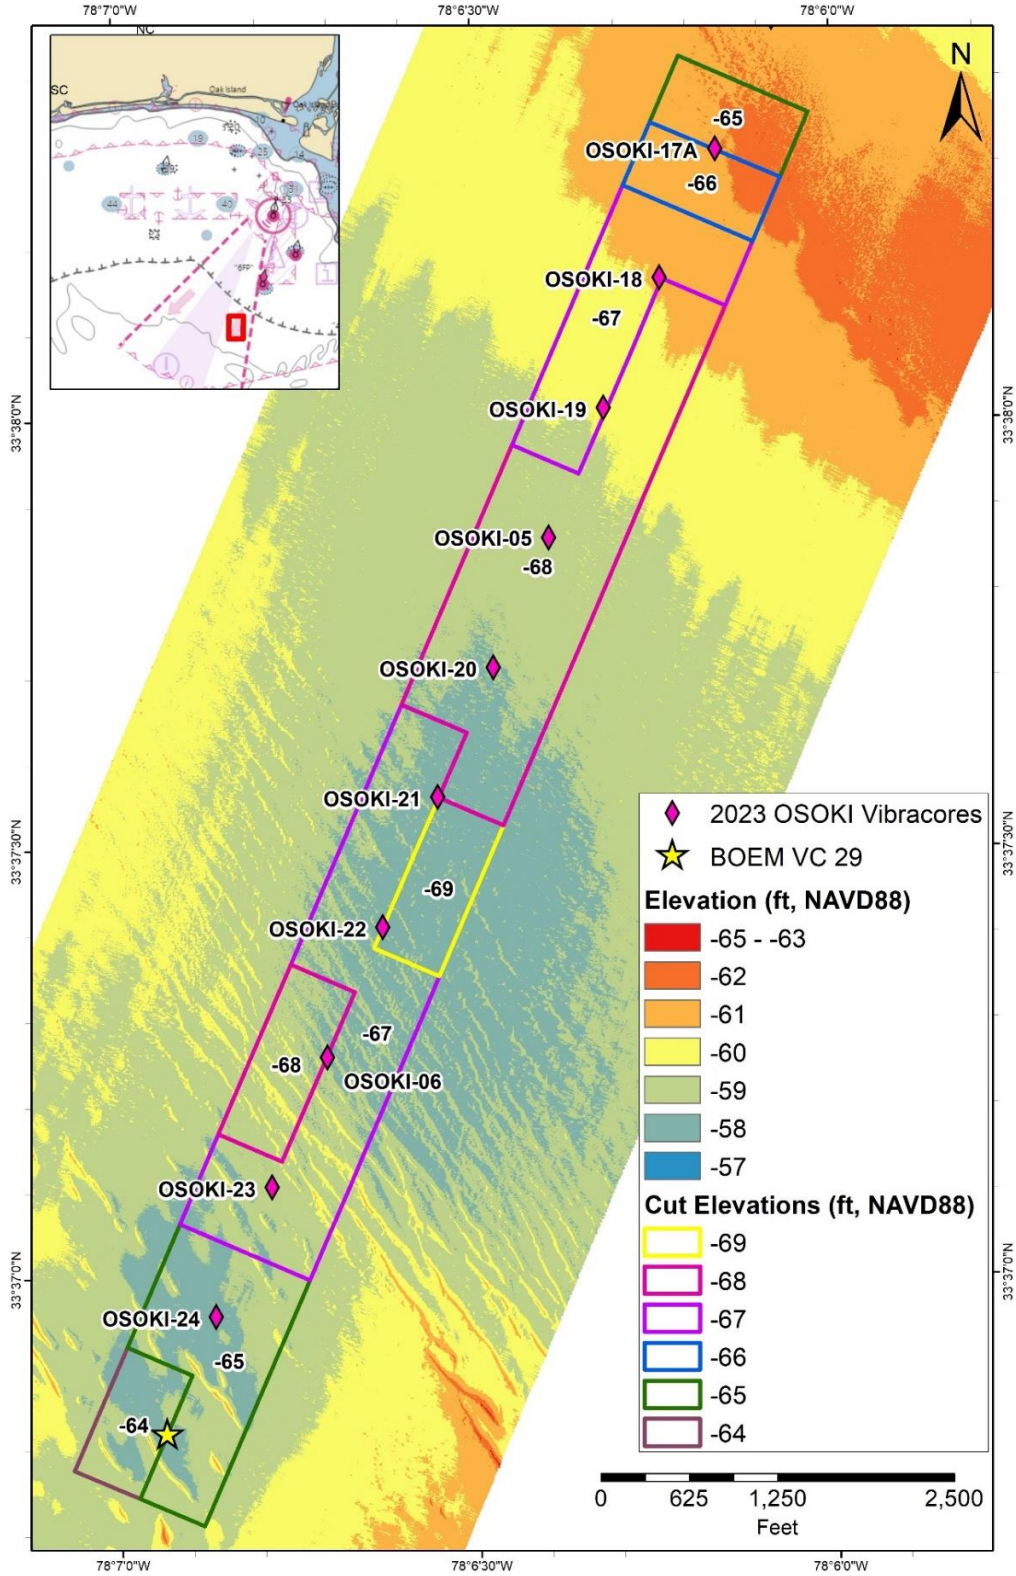 78°7'0"W
78°6'30"W
78°6'0"W
NC
SC
Oak Island
N
-65
OSOKI-17A
-66
OSOKI-18
-67
OSOKI-19
33°38'0"N
33°38'0"N
OSOKI-05
-68
OSOKI-20
OSOKI-21
33°37'30"N
33°37'30"N
-69
OSOKI-22
-67
-68
OSOKI-06
OSOKI-23
33°37'0"N
33°37'0"N
OSOKI-24
-65
-64
2023 OSOKI Vibracores
BOEM VC 29
Elevation (ft, NAVD88)
-65 - -63
-62
-61
-60
-59
-58
-57
Cut Elevations (ft, NAVD88)
-69
-68
-67
-66
-65
-64
0 625 1,250 2,500
Feet
78°7'0"W
78°6'30"W
78°6'0"W